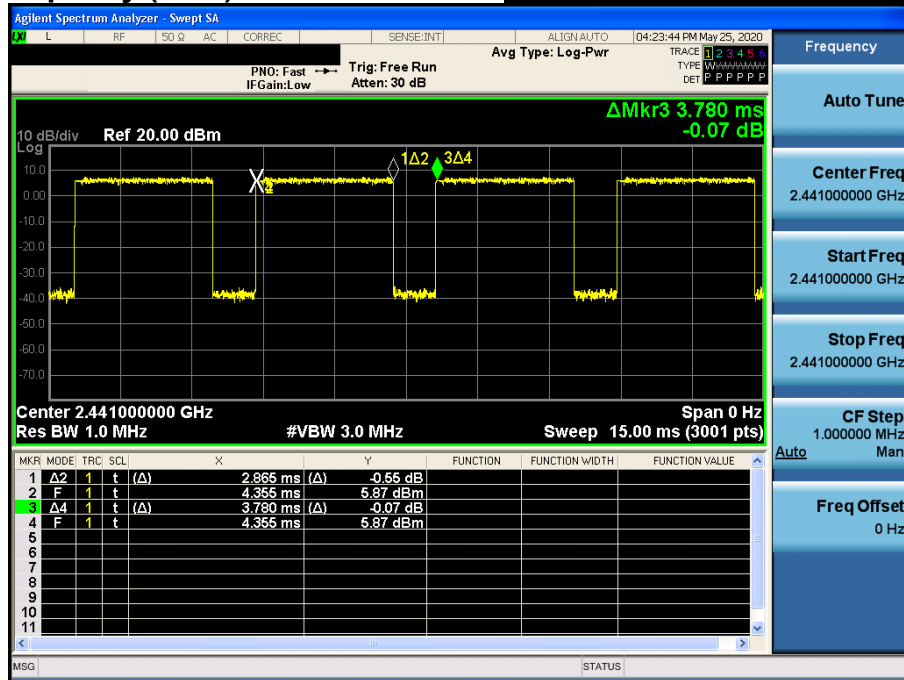 Agilent Spectrum Analyzer - Swept SA
LXI L RF 50 Ω AC CORREC SENSE:INT ALIGN AUTO 04:23:44 PM May 25, 2020
Avg Type: Log-Pwr
PNO: Fast
IFGain:Low
Trig: Free Run
Atten: 30 dB
TRACE 1 2 3 4 5 6
TYPE
DET P P P P P P
ΔMkr3 3.780 ms
-0.07 dB
10 dB/div Ref 20.00 dBm
Log
10.0
0.00
-10.0
-20.0
-30.0
-40.0
-50.0
-60.0
-70.0
1Δ2 3Δ4
Center 2.441000000 GHz Span 0 Hz
Res BW 1.0 MHz #VBW 3.0 MHz Sweep 15.00 ms (3001 pts)
MKR MODE TRC SCL X Y FUNCTION FUNCTION WIDTH FUNCTION VALUE
1 Δ2 1 t (Δ) 2.865 ms (Δ) -0.55 dB
2 F 1 t 4.355 ms 5.87 dBm
3 Δ4 1 t (Δ) 3.780 ms (Δ) -0.07 dB
4 F 1 t 4.355 ms 5.87 dBm
5
6
7
8
9
10
11
MSG STATUS
Frequency
Auto Tune
Center Freq
2.441000000 GHz
Start Freq
2.441000000 GHz
Stop Freq
2.441000000 GHz
CF Step
1.000000 MHz
Auto Man
Freq Offset
0 Hz